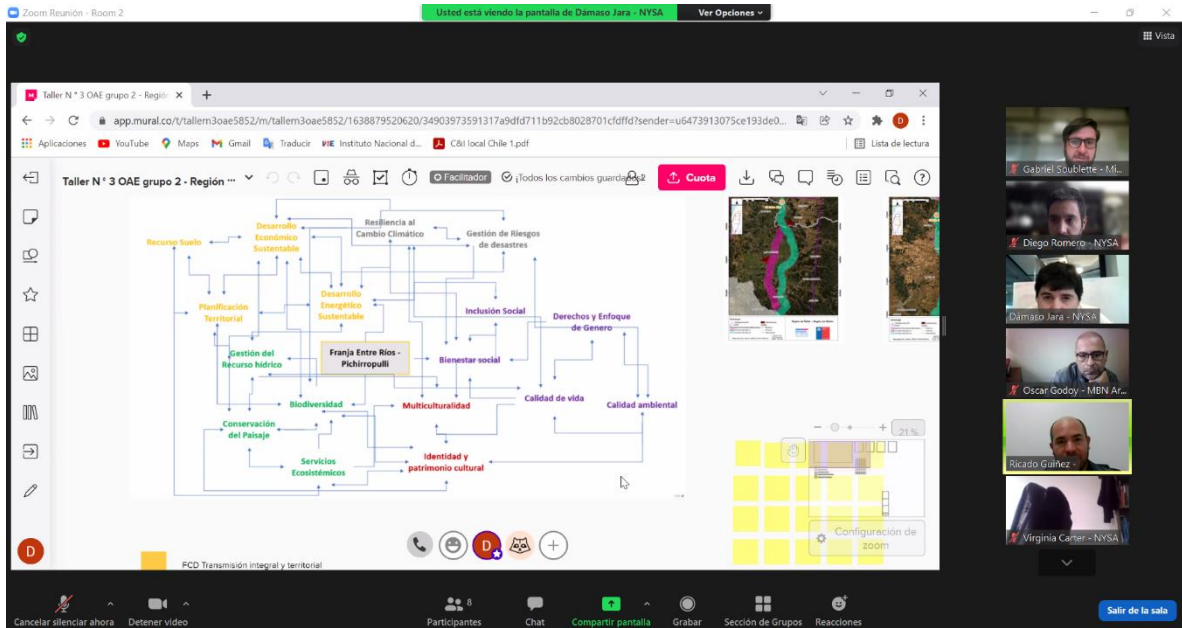 Zoom Reunión - Room 2
Usted está viendo la pantalla de Dámaso Jara - NYSA
Ver Opciones
Vista
Taller N ° 3 OAE grupo 2 - Región
app.mural.co/t/tallern3oae5852/m/tallern3oae5852/1638879520620/34903973591317a9dfd711b92cb8028701cfdffd?sender=u6473913075ce193de0...
Aplicaciones
YouTube
Maps
Gmail
Traducir
Instituto Nacional d...
C&I local Chile 1.pdf
Lista de lectura
Taller N ° 3 OAE grupo 2 - Región ...
Facilitador
¡Todos los cambios guarda
Cuota
Recurso Suelo
Desarrollo
Económico
Sustentable
Resiliencia al
Cambio Climático
Gestión de Riesgos
de desastres
Planificación
Territorial
Desarrollo
Energético
Sustentable
Inclusión Social
Derechos y Enfoque
de Genero
Gestión del
Recurso hídrico
Franja Entre Ríos -
Pichirropulli
Bienestar social
Biodiversidad
Multiculturalidad
Calidad de vida
Calidad ambiental
Conservación
del Paisaje
Servicios
Ecosistémicos
Identidad y
patrimonio cultural
21 %
Configuración de
zoom
FCD Transmisión integral y territorial
D
D
D
Gabriel Soublette - Mi...
Diego Romero - NYSA
Dámaso Jara - NYSA
Oscar Godoy - MBN Ar...
Ricado Guiñez -
Virginia Carter - NYSA
Cancelar silenciar ahora
Detener video
Participantes
8
Chat
Compartir pantalla
Grabar
Sección de Grupos
Reacciones
Salir de la sala